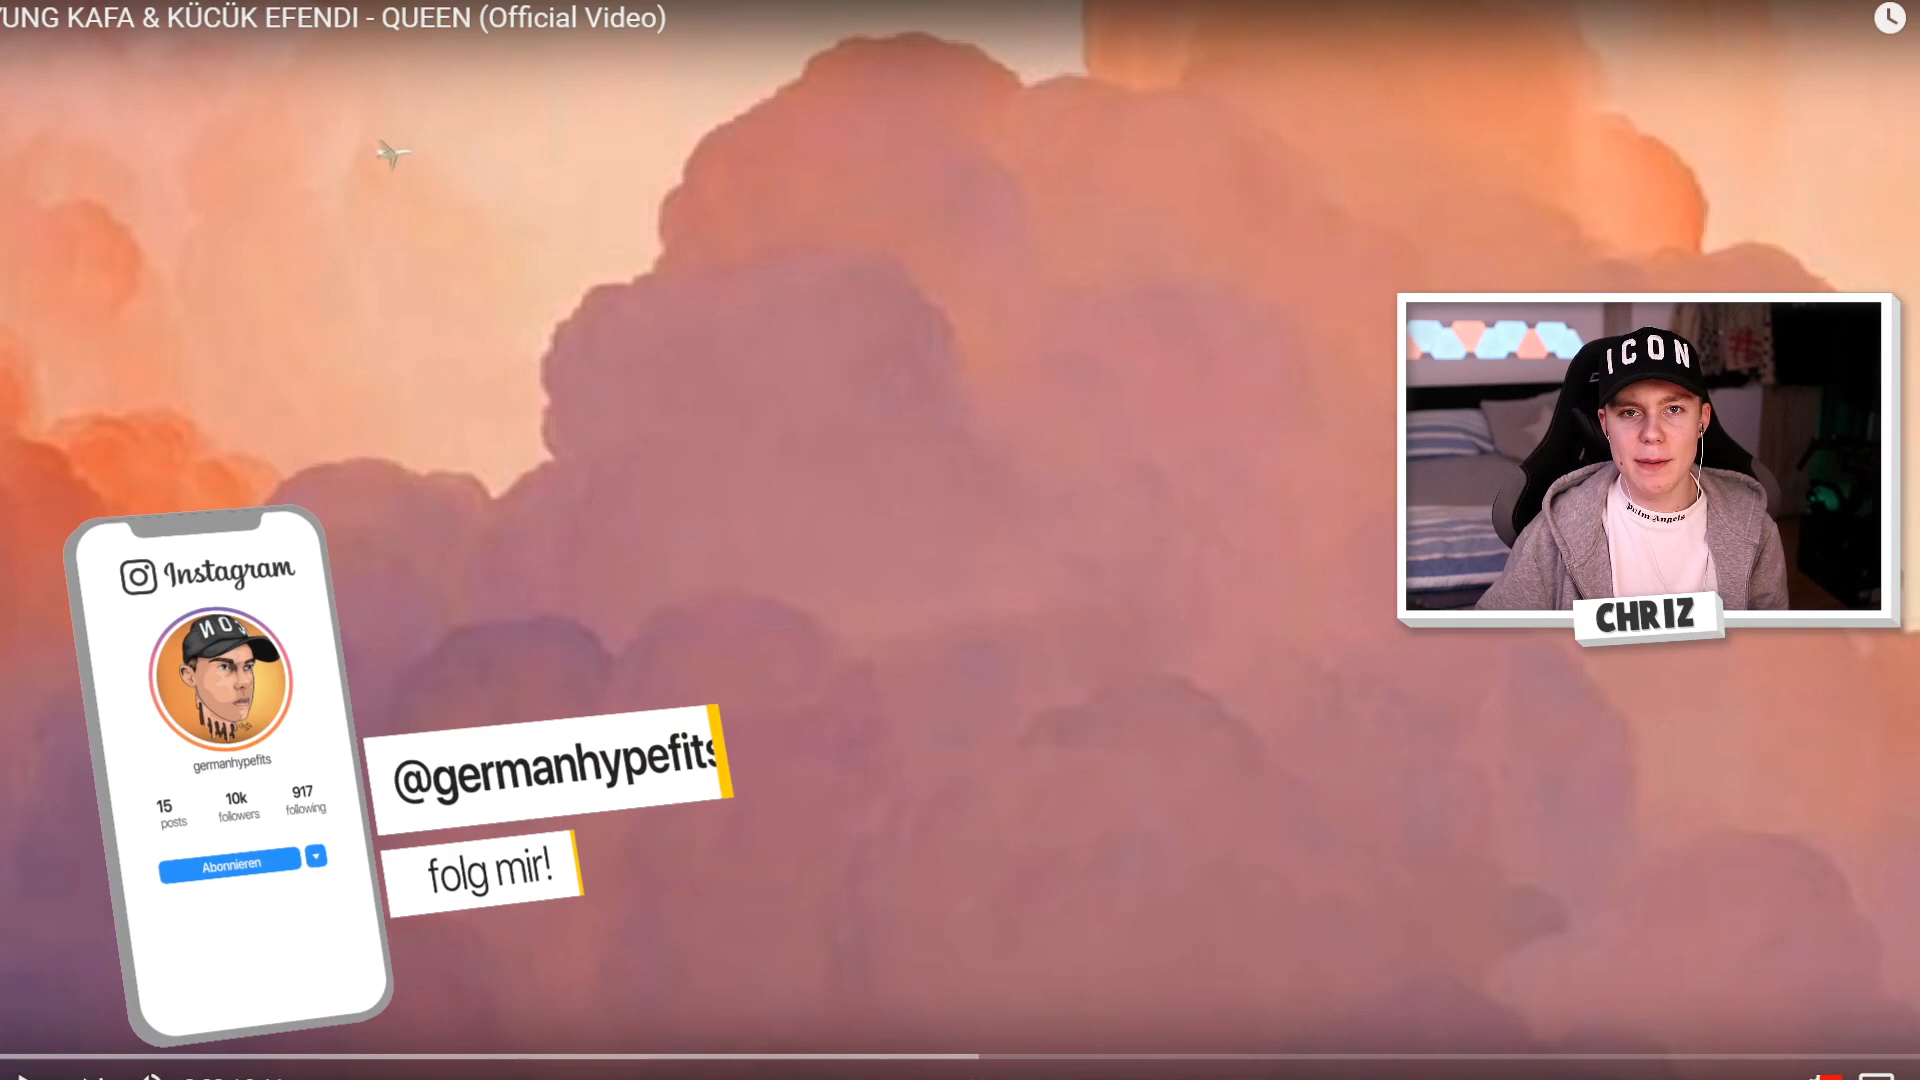 YUNG KAFA & KÜCÜK EFENDI - QUEEN (Official Video)
ICON
Palm Angels
CHRIZ
Instagram
germanhypefits
15
10k
917
posts
followers
following
Abonnieren
@germanhypefits
folg mir!